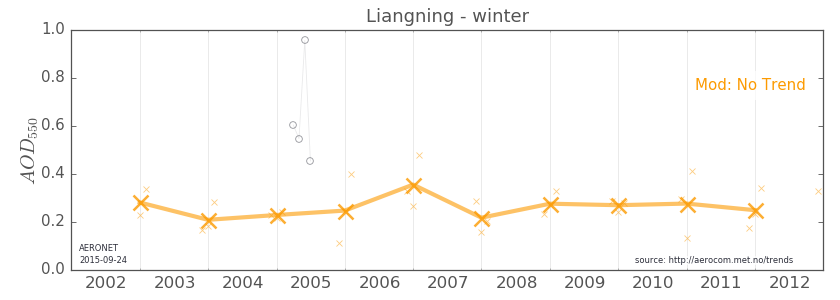 Liangning - winter
1.0
0.8
0.6
0.4
0.2
0.0
AOD550
Mod: No Trend
AERONET
2015-09-24
source: http://aerocom.met.no/trends
2002 2003 2004 2005 2006 2007 2008 2009 2010 2011 2012